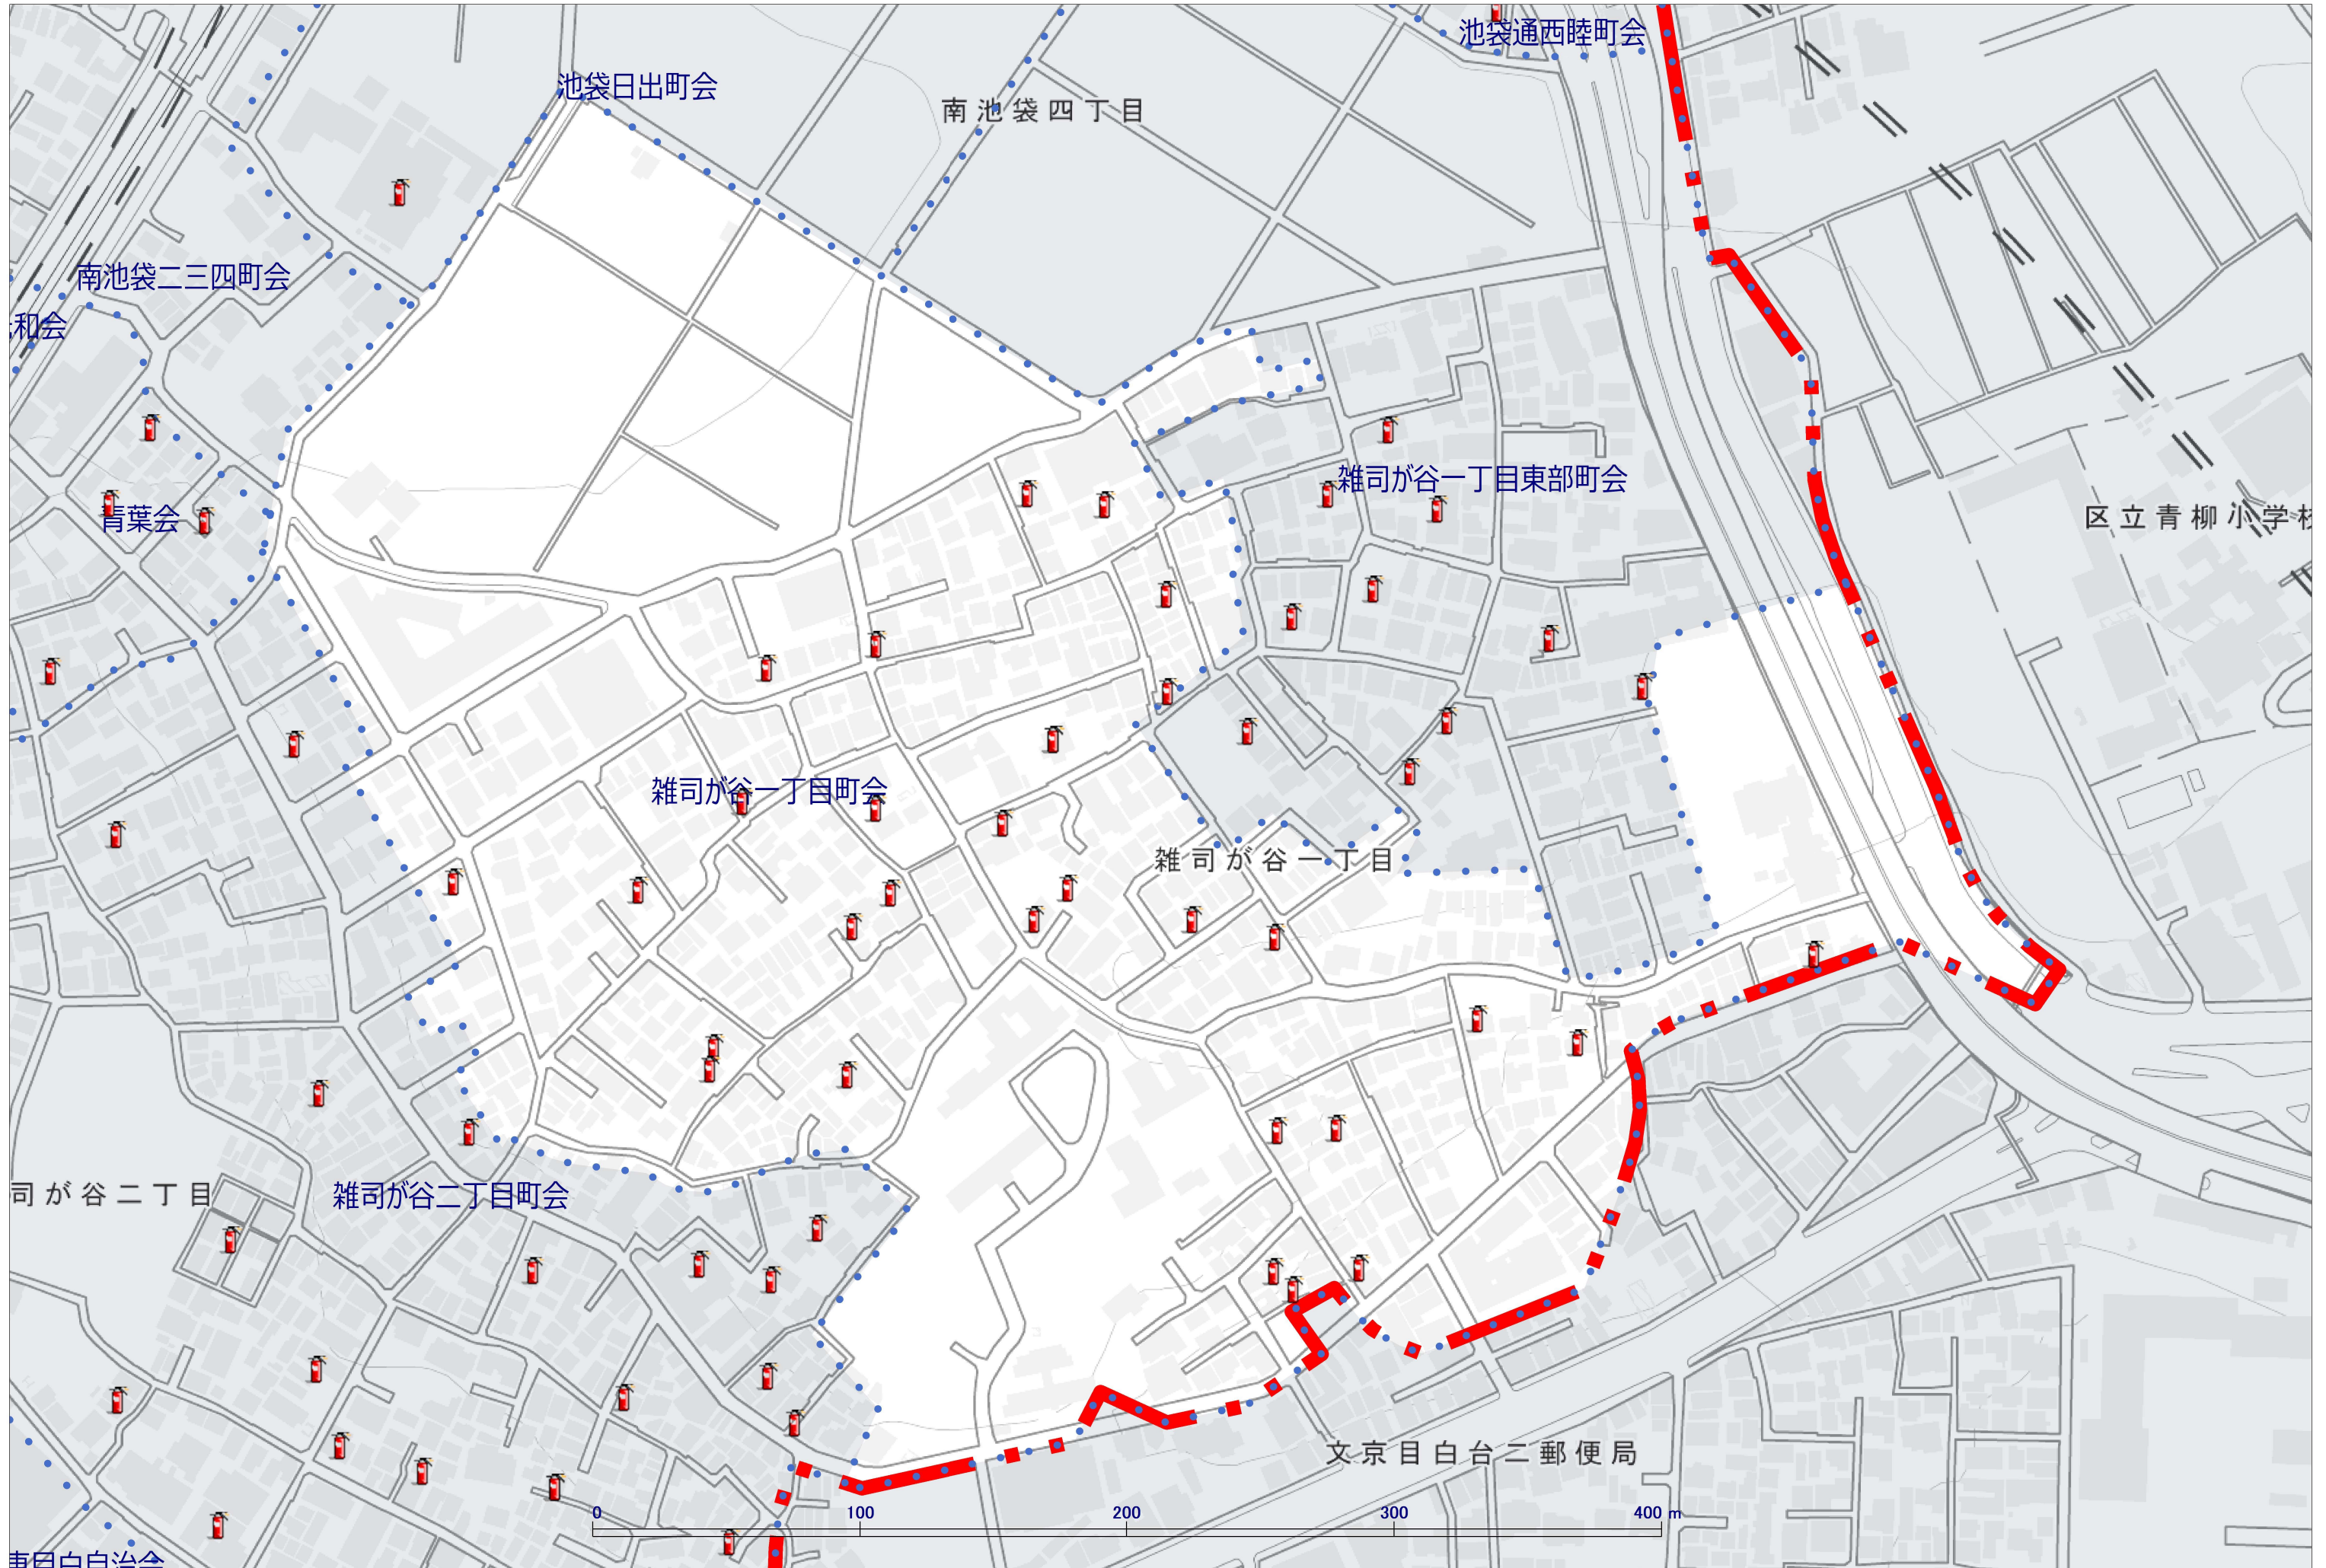 池袋通西睦町会
池袋日出町会
南池袋四丁目
南池袋二三四町会
和会
雑司が谷一丁目東部町会
青葉会
区立青柳小学校
雑司が谷一丁目町会
雑司が谷一丁目
司が谷二丁目
雑司が谷二丁目町会
文京目白台二郵便局
0 100 200 300 400 m
東目白自治会